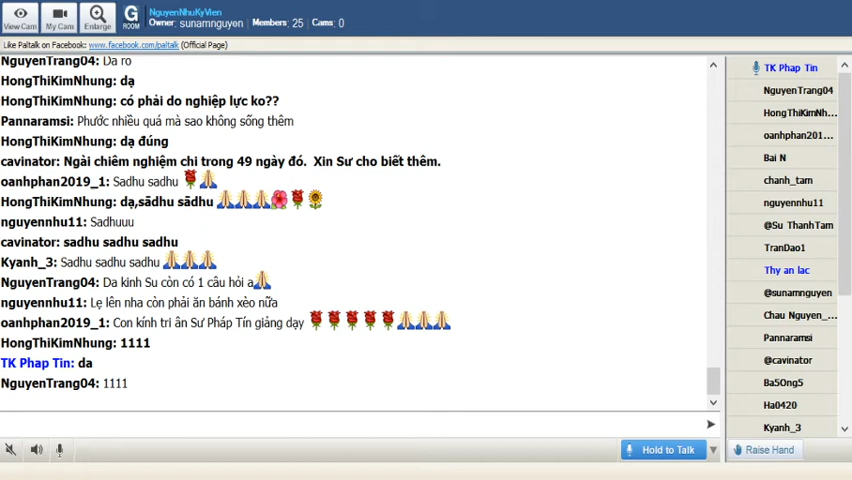 View Cam
My Cam
Enlarge
G
ROOM
NguyenNhuKyVien
Owner: sunamnguyen Members: 25 Cams: 0
Like Paltalk on Facebook: www.facebook.com/paltalk (Official Page)
NguyenTrang04: Da ro
HongThiKimNhung: dạ
HongThiKimNhung: có phải do nghiệp lực ko??
Pannaramsi: Phước nhiều quá mà sao không sống thêm
HongThiKimNhung: dạ đúng
cavinator: Ngài chiêm nghiệm chi trong 49 ngày đó. Xin Sư cho biết thêm.
oanhphan2019_1: Sadhu sadhu 🌹🙏
HongThiKimNhung: dạ,sādhu sādhu 🙏🙏🙏🌺🌹🌻
nguyennhu11: Sadhuuu
cavinator: sadhu sadhu sadhu
Kyanh_3: Sadhu sadhu sadhu 🙏🙏🙏
NguyenTrang04: Da kinh Su còn có 1 câu hỏi a🙏
nguyennhu11: Lẹ lên nha còn phải ăn bánh xèo nữa
oanhphan2019_1: Con kính tri ân Sư Pháp Tín giảng dạy 🌹🌹🌹🌹🌹🙏🙏🙏
HongThiKimNhung: 1111
TK Phap Tin: da
NguyenTrang04: 1111
TK Phap Tin
NguyenTrang04
HongThiKimNh...
oanhphan201...
Bai N
chanh_tam
nguyennhu11
@Su ThanhTam
TranDao1
Thy an lac
@sunamnguyen
Chau Nguyen_...
Pannaramsi
@cavinator
Ba5Ong5
Ha0420
Kyanh_3
Hold to Talk
Raise Hand